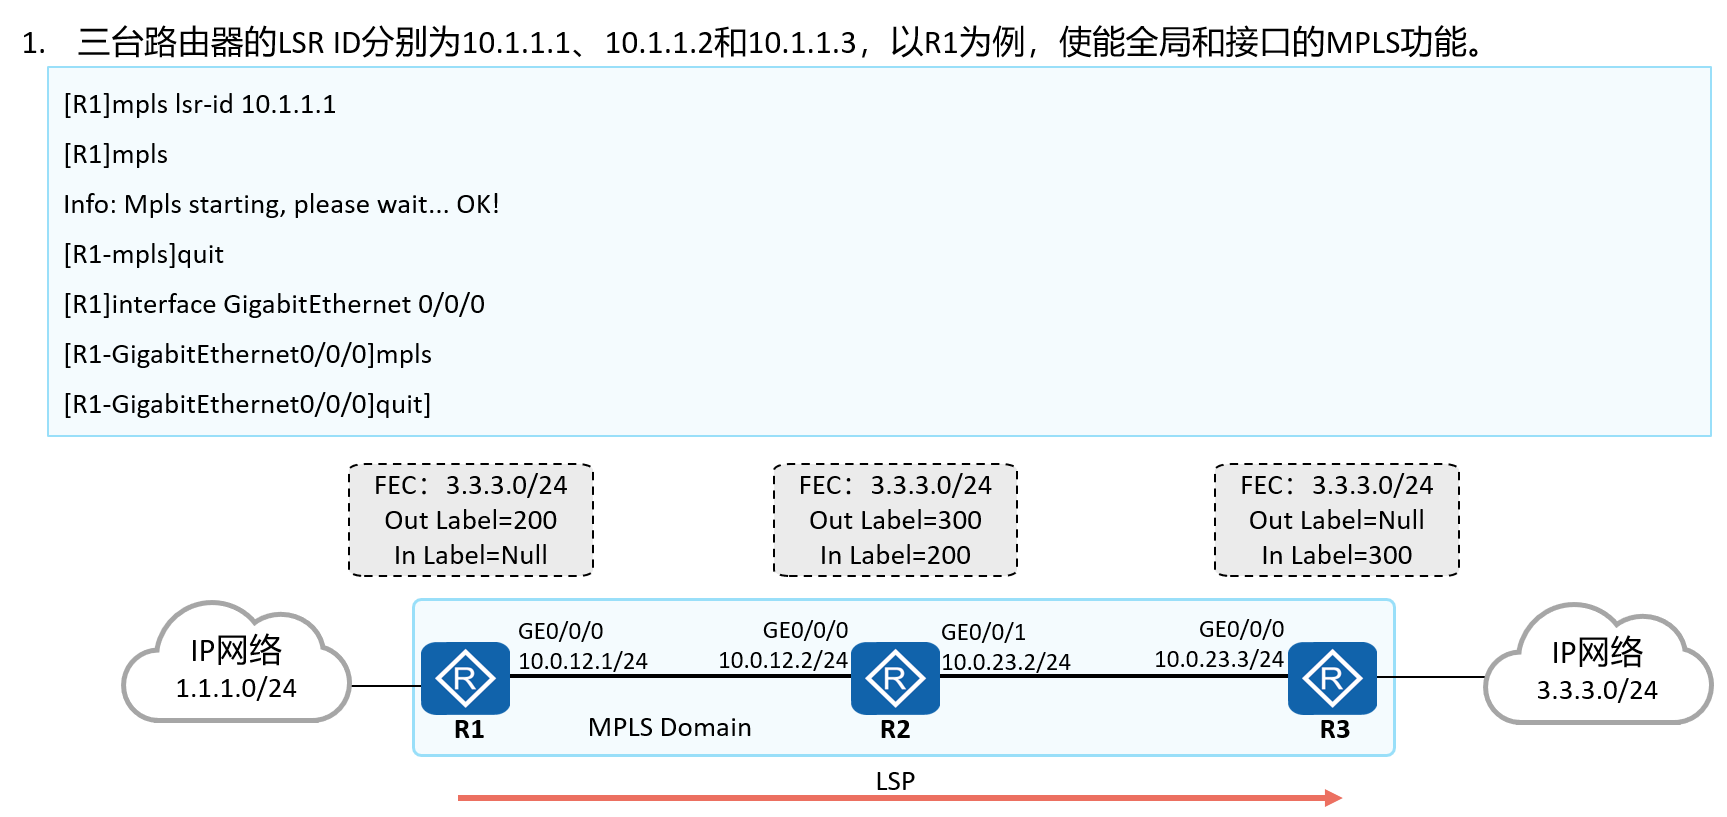 1. 三台路由器的LSR ID分别为10.1.1.1、10.1.1.2和10.1.1.3，以R1为例，使能全局和接口的MPLS功能。
[R1]mpls lsr-id 10.1.1.1
[R1]mpls
Info: Mpls starting, please wait... OK!
[R1-mpls]quit
[R1]interface GigabitEthernet 0/0/0
[R1-GigabitEthernet0/0/0]mpls
[R1-GigabitEthernet0/0/0]quit]
FEC：3.3.3.0/24
Out Label=200
In Label=Null
FEC：3.3.3.0/24
Out Label=300
In Label=200
FEC：3.3.3.0/24
Out Label=Null
In Label=300
IP网络
1.1.1.0/24
GE0/0/0
10.0.12.1/24
GE0/0/0
10.0.12.2/24
GE0/0/1
10.0.23.2/24
GE0/0/0
10.0.23.3/24
IP网络
3.3.3.0/24
R
R
R
R1
MPLS Domain
R2
R3
LSP